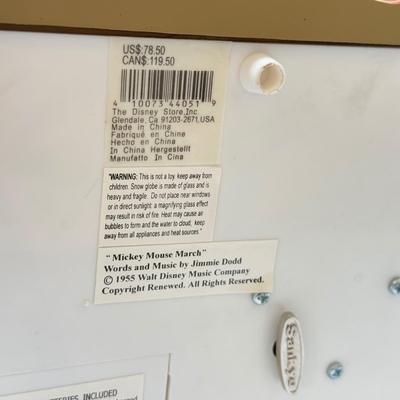 US$:78.50
CAN$:119.50
4 10073 44051 9
The Disney Store,Inc.
Glendale, Ca 91203-2671,USA
Made in China
Fabriqué en Chine
Hecho en China
In China Hergestellt
Manufatto In Cina
"WARNING: This is not a toy, keep away from
children. Snow globe is made of glass and is
heavy and fragile. Do not place near windows
or in direct sunlight: a magnifying glass effect
may result in risk of fire. Heat may cause air
bubbles to form and the water to cloud, keep
away from all appliances and heat sources."
"Mickey Mouse March"
Words and Music by Jimmie Dodd
© 1955 Walt Disney Music Company
Copyright Renewed. All Rights Reserved.
Sankyo
INCLUDED